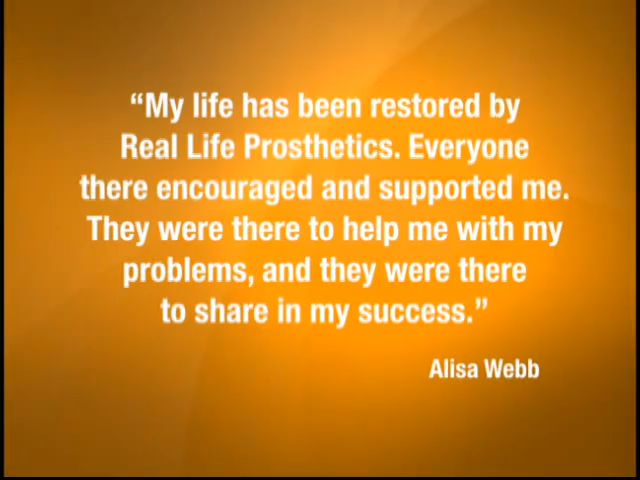 “My life has been restored by
Real Life Prosthetics. Everyone
there encouraged and supported me.
They were there to help me with my
problems, and they were there
to share in my success.”
Alisa Webb